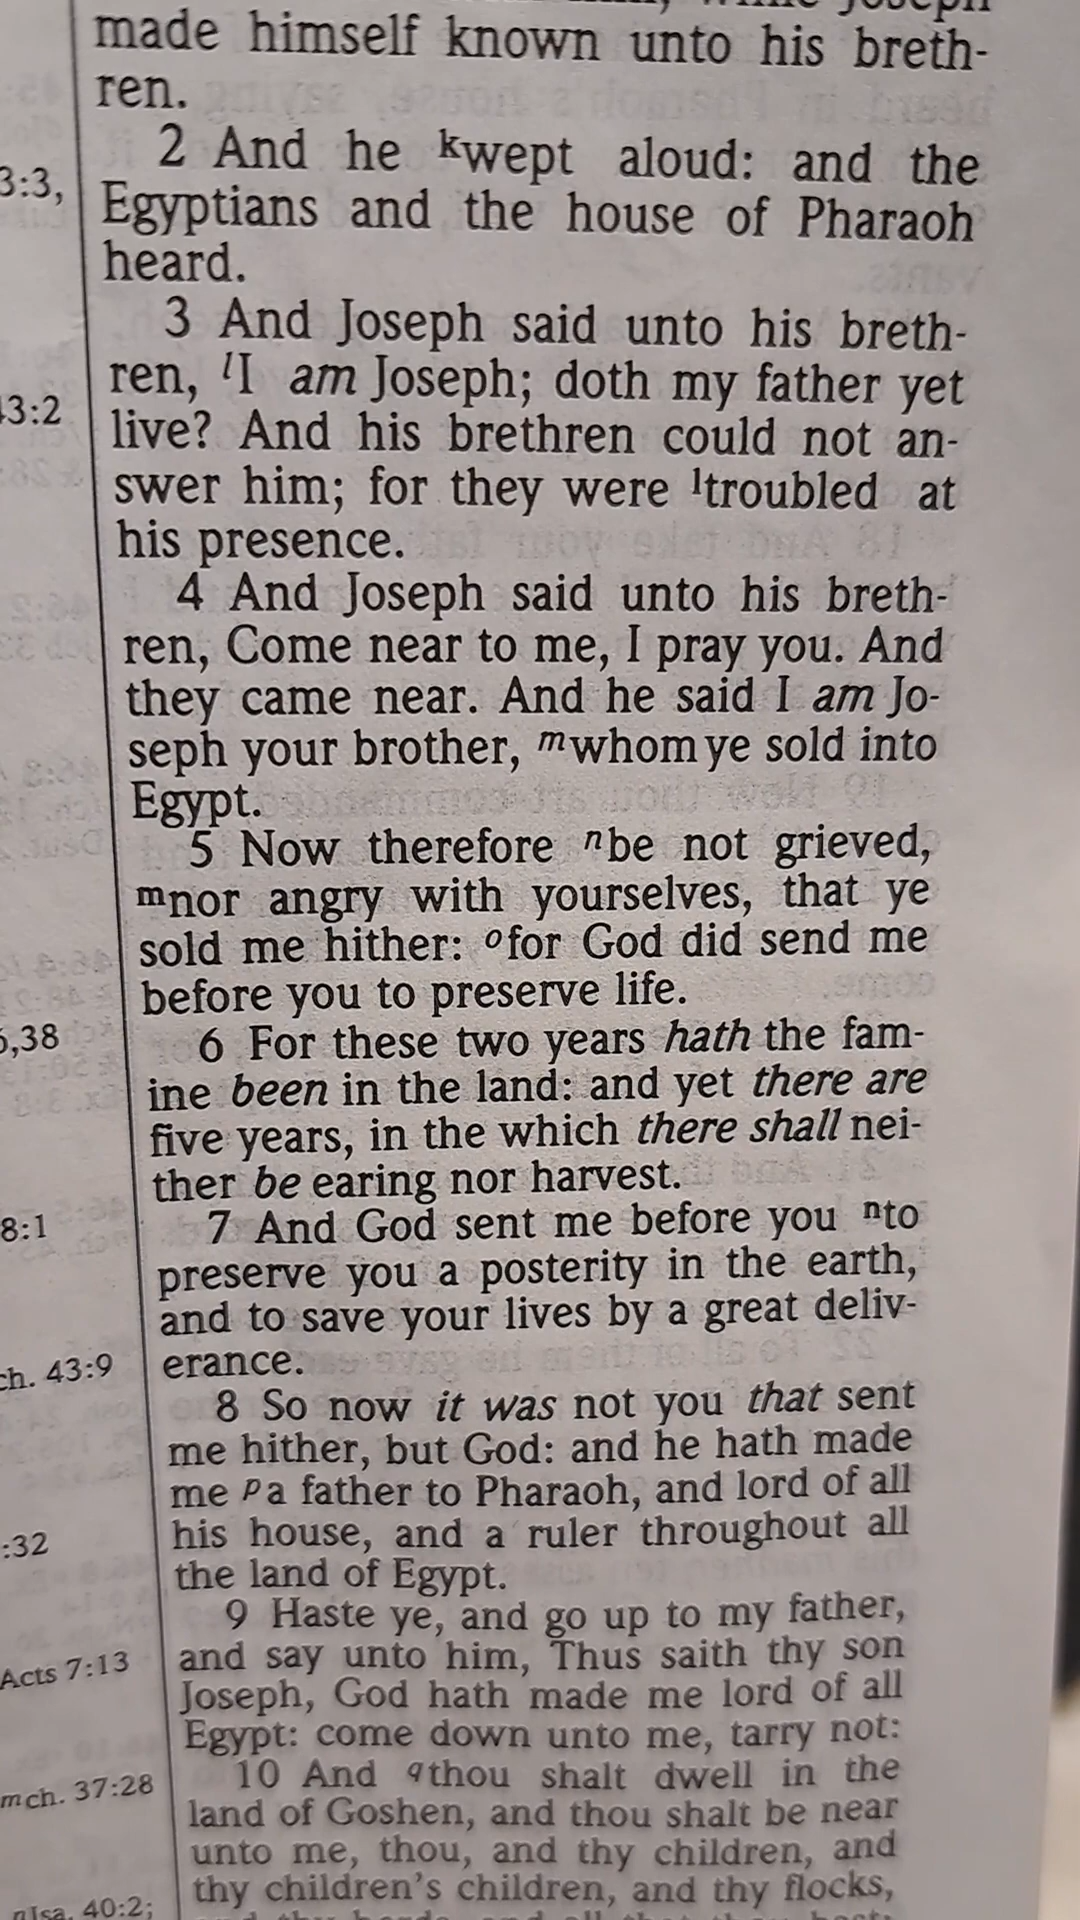 made himself known unto his breth-
ren.
2 And he kwept aloud: and the
Egyptians and the house of Pharaoh
heard.
3 And Joseph said unto his breth-
ren, lI am Joseph; doth my father yet
live? And his brethren could not an-
swer him; for they were ltroubled at
his presence.
4 And Joseph said unto his breth-
ren, Come near to me, I pray you. And
they came near. And he said I am Jo-
seph your brother, mwhom ye sold into
Egypt.
5 Now therefore nbe not grieved,
mnor angry with yourselves, that ye
sold me hither: ofor God did send me
before you to preserve life.
6 For these two years hath the fam-
ine been in the land: and yet there are
five years, in the which there shall nei-
ther be earing nor harvest.
7 And God sent me before you nto
preserve you a posterity in the earth,
and to save your lives by a great deliv-
erance.
8 So now it was not you that sent
me hither, but God: and he hath made
me pa father to Pharaoh, and lord of all
his house, and a ruler throughout all
the land of Egypt.
9 Haste ye, and go up to my father,
and say unto him, Thus saith thy son
Joseph, God hath made me lord of all
Egypt: come down unto me, tarry not:
10 And qthou shalt dwell in the
land of Goshen, and thou shalt be near
unto me, thou, and thy children, and
thy children's children, and thy flocks,
3:3,
3:2
,38
8:1
ch. 43:9
:32
Acts 7:13
mch. 37:28
nIsa. 40:2;